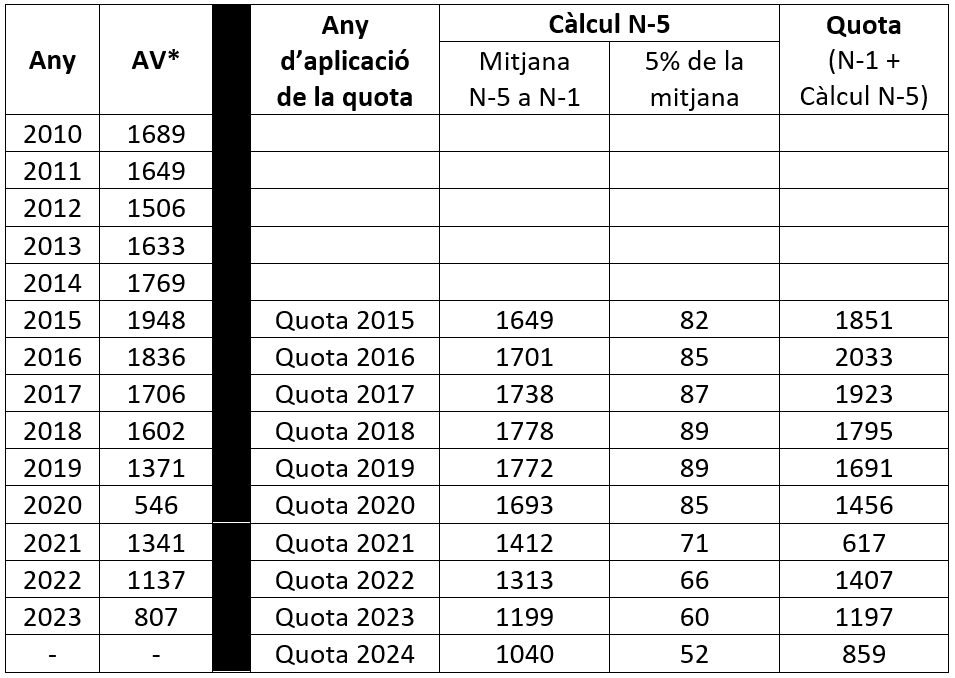 Any AV* Any d’aplicació de la quota Càlcul N-5 Quota (N-1 + Càlcul N-5)
Mitjana N-5 a N-1 5% de la mitjana
2010 1689
2011 1649
2012 1506
2013 1633
2014 1769
2015 1948 Quota 2015 1649 82 1851
2016 1836 Quota 2016 1701 85 2033
2017 1706 Quota 2017 1738 87 1923
2018 1602 Quota 2018 1778 89 1795
2019 1371 Quota 2019 1772 89 1691
2020 546 Quota 2020 1693 85 1456
2021 1341 Quota 2021 1412 71 617
2022 1137 Quota 2022 1313 66 1407
2023 807 Quota 2023 1199 60 1197
- - Quota 2024 1040 52 859